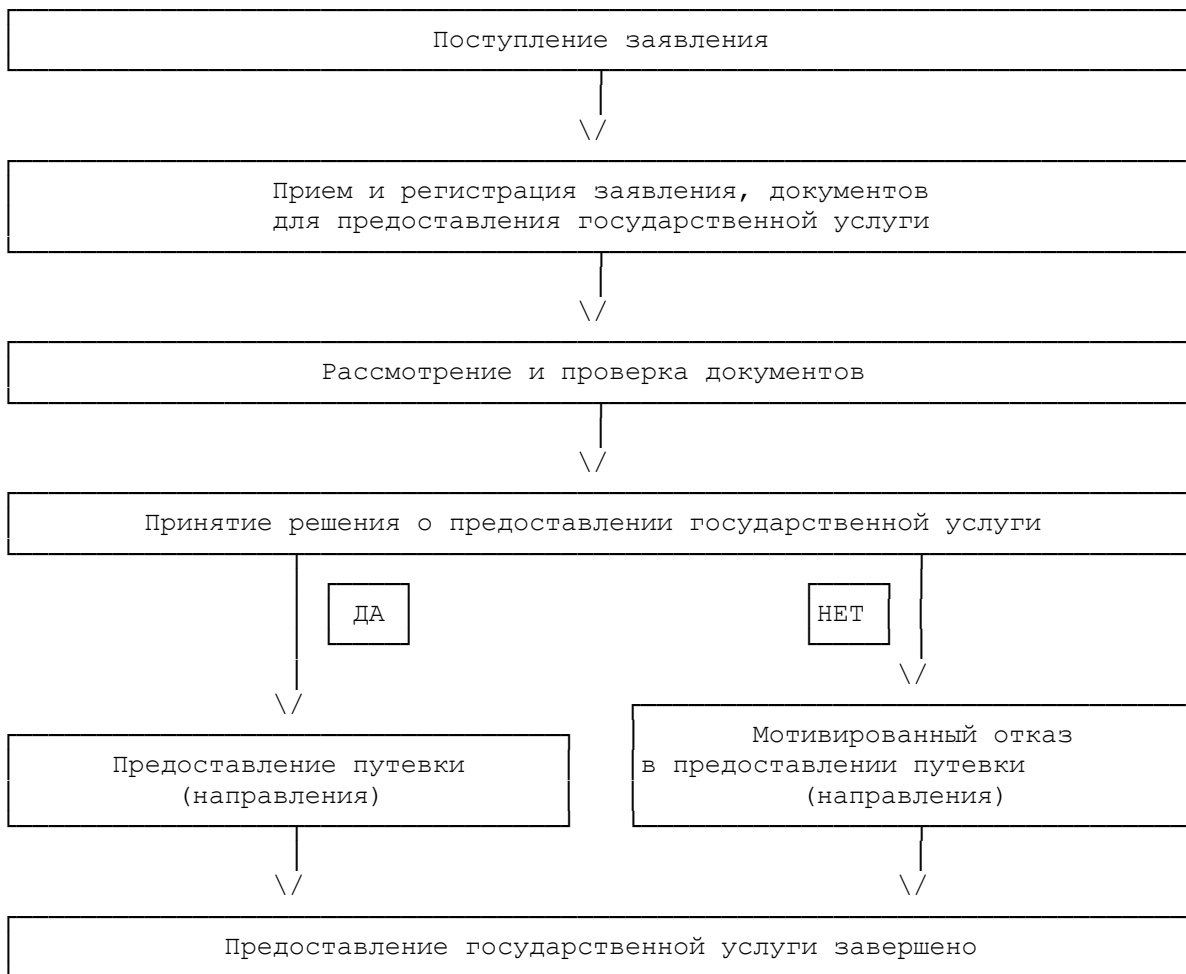 Поступление заявления
Прием и регистрация заявления, документов
для предоставления государственной услуги
Рассмотрение и проверка документов
Принятие решения о предоставлении государственной услуги
ДА
НЕТ
Предоставление путевки
(направления)
Мотивированный отказ
в предоставлении путевки
(направления)
Предоставление государственной услуги завершено